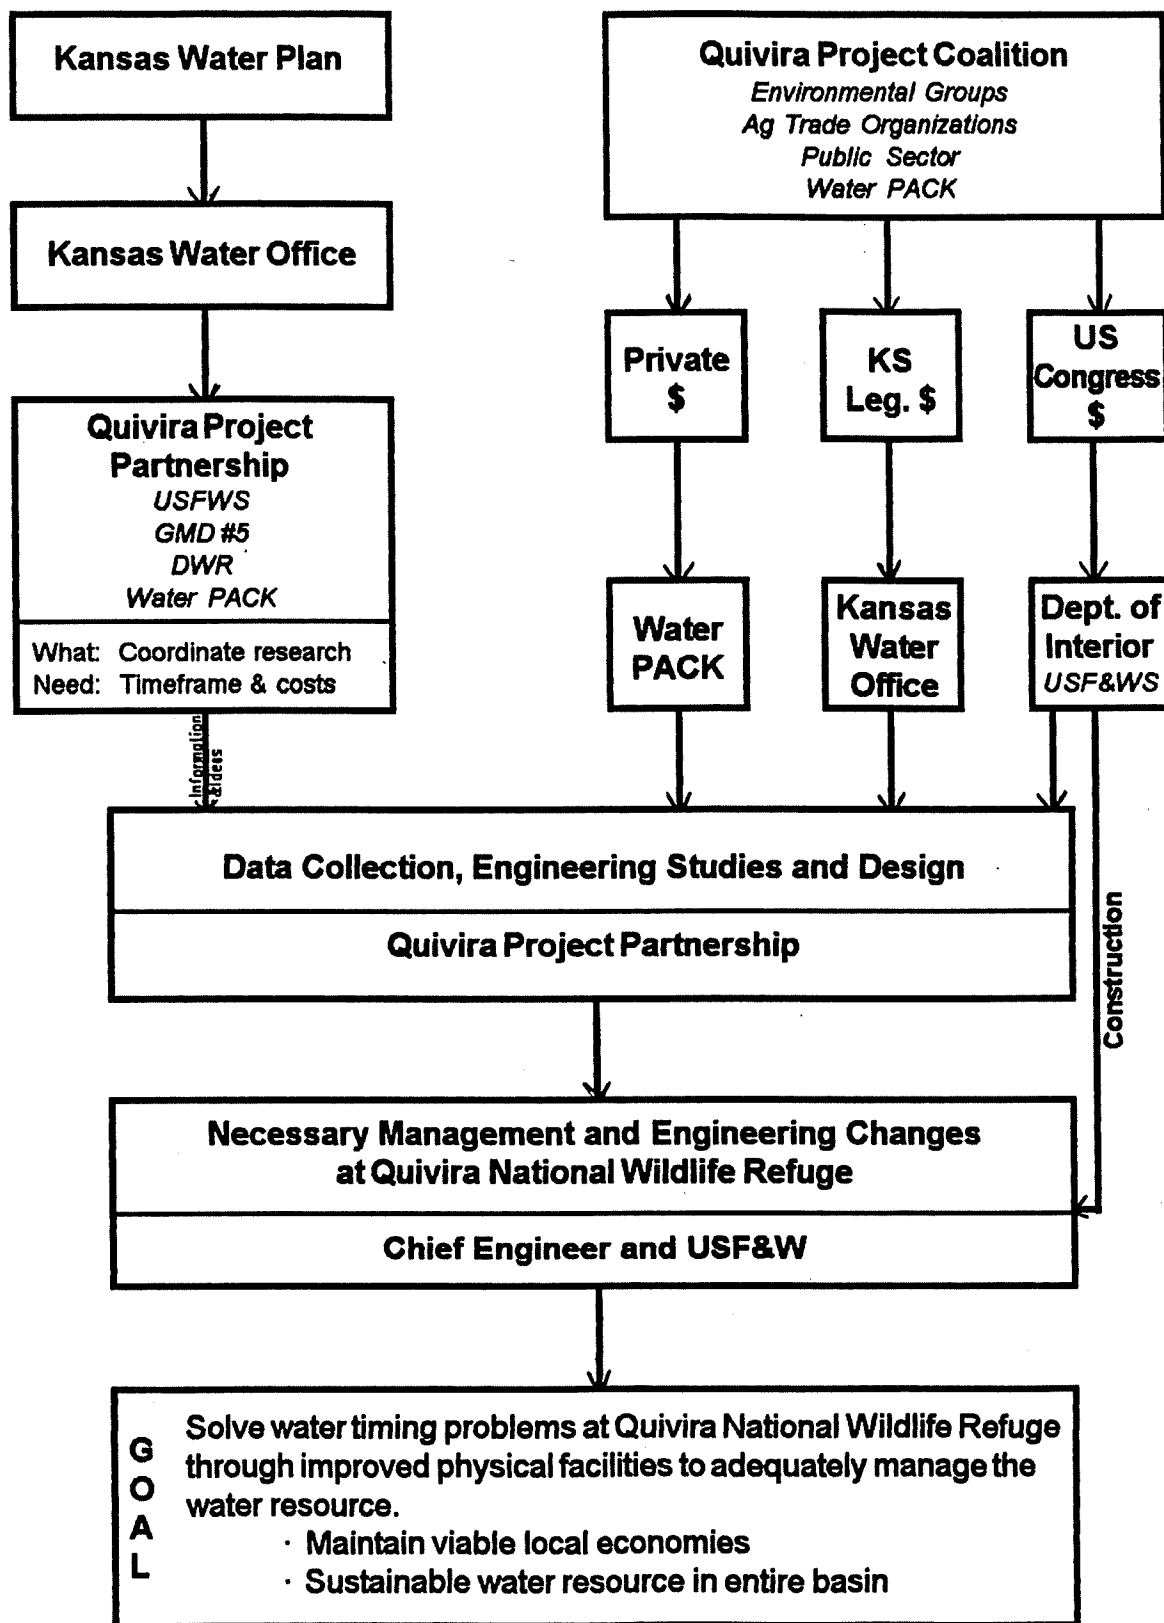 Kansas Water Plan
Kansas Water Office
Quivira Project
Partnership
USFWS
GMD #5
DWR
Water PACK
What: Coordinate research
Need: Timeframe & costs
Information
&Ideas
Quivira Project Coalition
Environmental Groups
Ag Trade Organizations
Public Sector
Water PACK
Private
$
KS
Leg. $
US
Congress
$
Water
PACK
Kansas
Water
Office
Dept. of
Interior
USF&WS
Construction
Data Collection, Engineering Studies and Design
Quivira Project Partnership
Necessary Management and Engineering Changes
at Quivira National Wildlife Refuge
Chief Engineer and USF&W
GOAL
Solve water timing problems at Quivira National Wildlife Refuge
through improved physical facilities to adequately manage the
water resource.
· Maintain viable local economies
· Sustainable water resource in entire basin